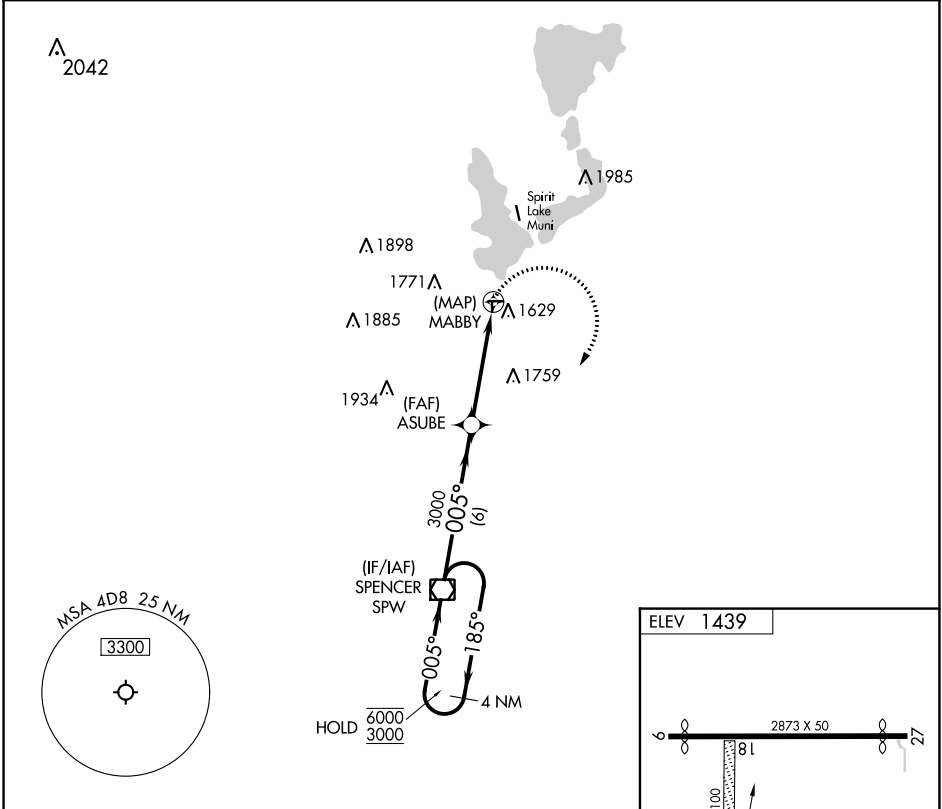 2042
1985
Spirit
Lake
Muni
1898
1771
(MAP)
MABBY
1629
1885
1759
1934
(FAF)
ASUBE
3000
005°
(6)
(IF/IAF)
SPENCER
SPW
MSA 4D8 25 NM
3300
005°
185°
4 NM
HOLD
6000
3000
ELEV 1439
2873 X 50
9
27
18
100